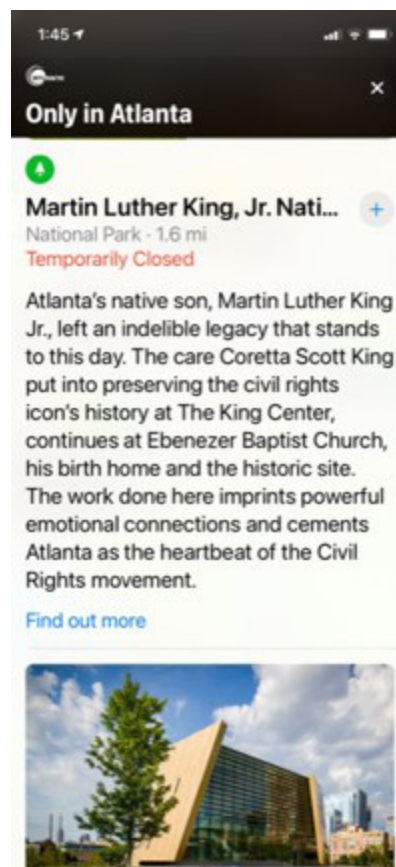 1:45
Only in Atlanta
Martin Luther King, Jr. Nati...
National Park · 1.6 mi
Temporarily Closed
Atlanta's native son, Martin Luther King
Jr., left an indelible legacy that stands
to this day. The care Coretta Scott King
put into preserving the civil rights
icon's history at The King Center,
continues at Ebenezer Baptist Church,
his birth home and the historic site.
The work done here imprints powerful
emotional connections and cements
Atlanta as the heartbeat of the Civil
Rights movement.
Find out more